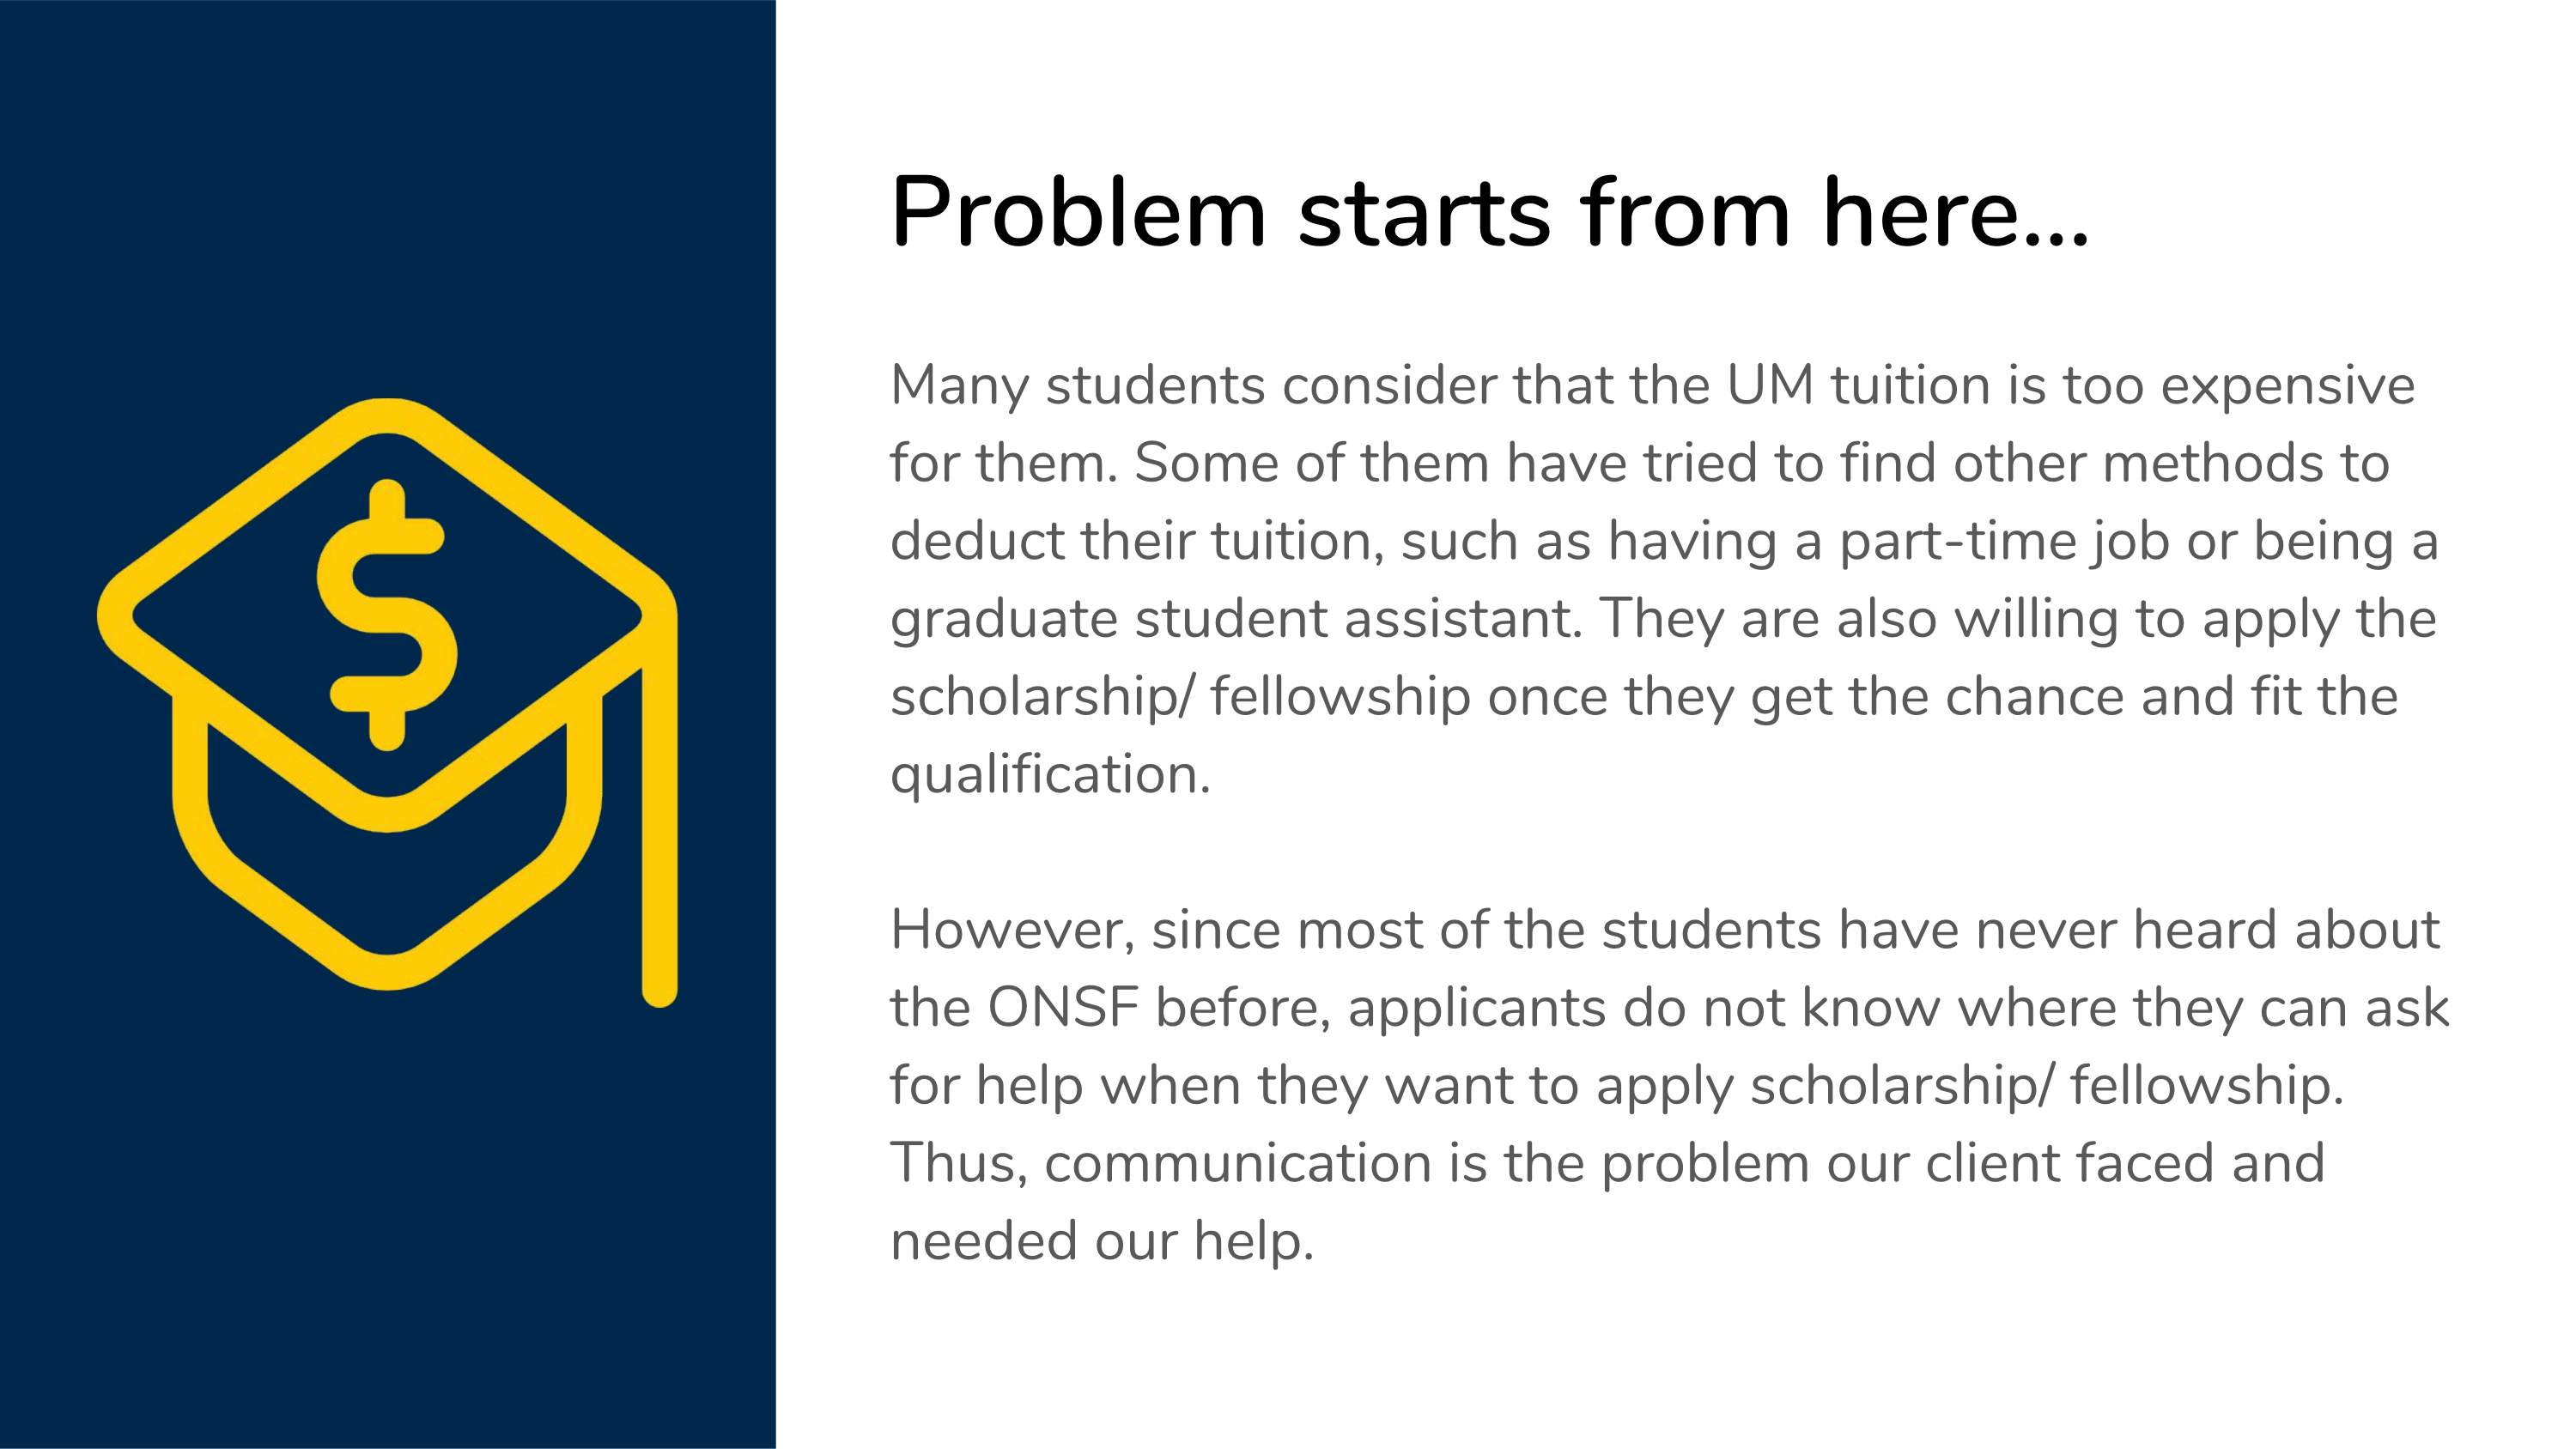 Problem starts from here...
Many students consider that the UM tuition is too expensive
for them. Some of them have tried to find other methods to
deduct their tuition, such as having a part-time job or being a
graduate student assistant. They are also willing to apply the
scholarship/ fellowship once they get the chance and fit the
qualification.
However, since most of the students have never heard about
the ONSF before, applicants do not know where they can ask
for help when they want to apply scholarship/ fellowship.
Thus, communication is the problem our client faced and
needed our help.